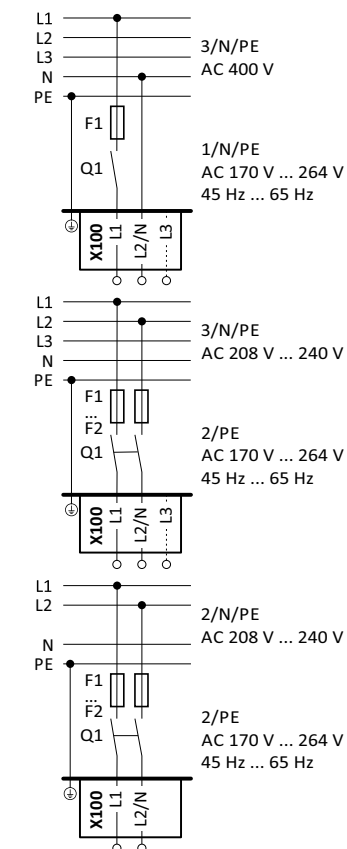 L1
L2
L3
N
PE
3/N/PE
AC 400 V
F1
Q1
1/N/PE
AC 170 V ... 264 V
45 Hz ... 65 Hz
X100
L1
L2/N
L3
L1
L2
L3
N
PE
3/N/PE
AC 208 V ... 240 V
F1
...
F2
Q1
2/PE
AC 170 V ... 264 V
45 Hz ... 65 Hz
X100
L1
L2/N
L3
L1
L2
N
PE
2/N/PE
AC 208 V ... 240 V
F1
...
F2
Q1
2/PE
AC 170 V ... 264 V
45 Hz ... 65 Hz
X100
L1
L2/N